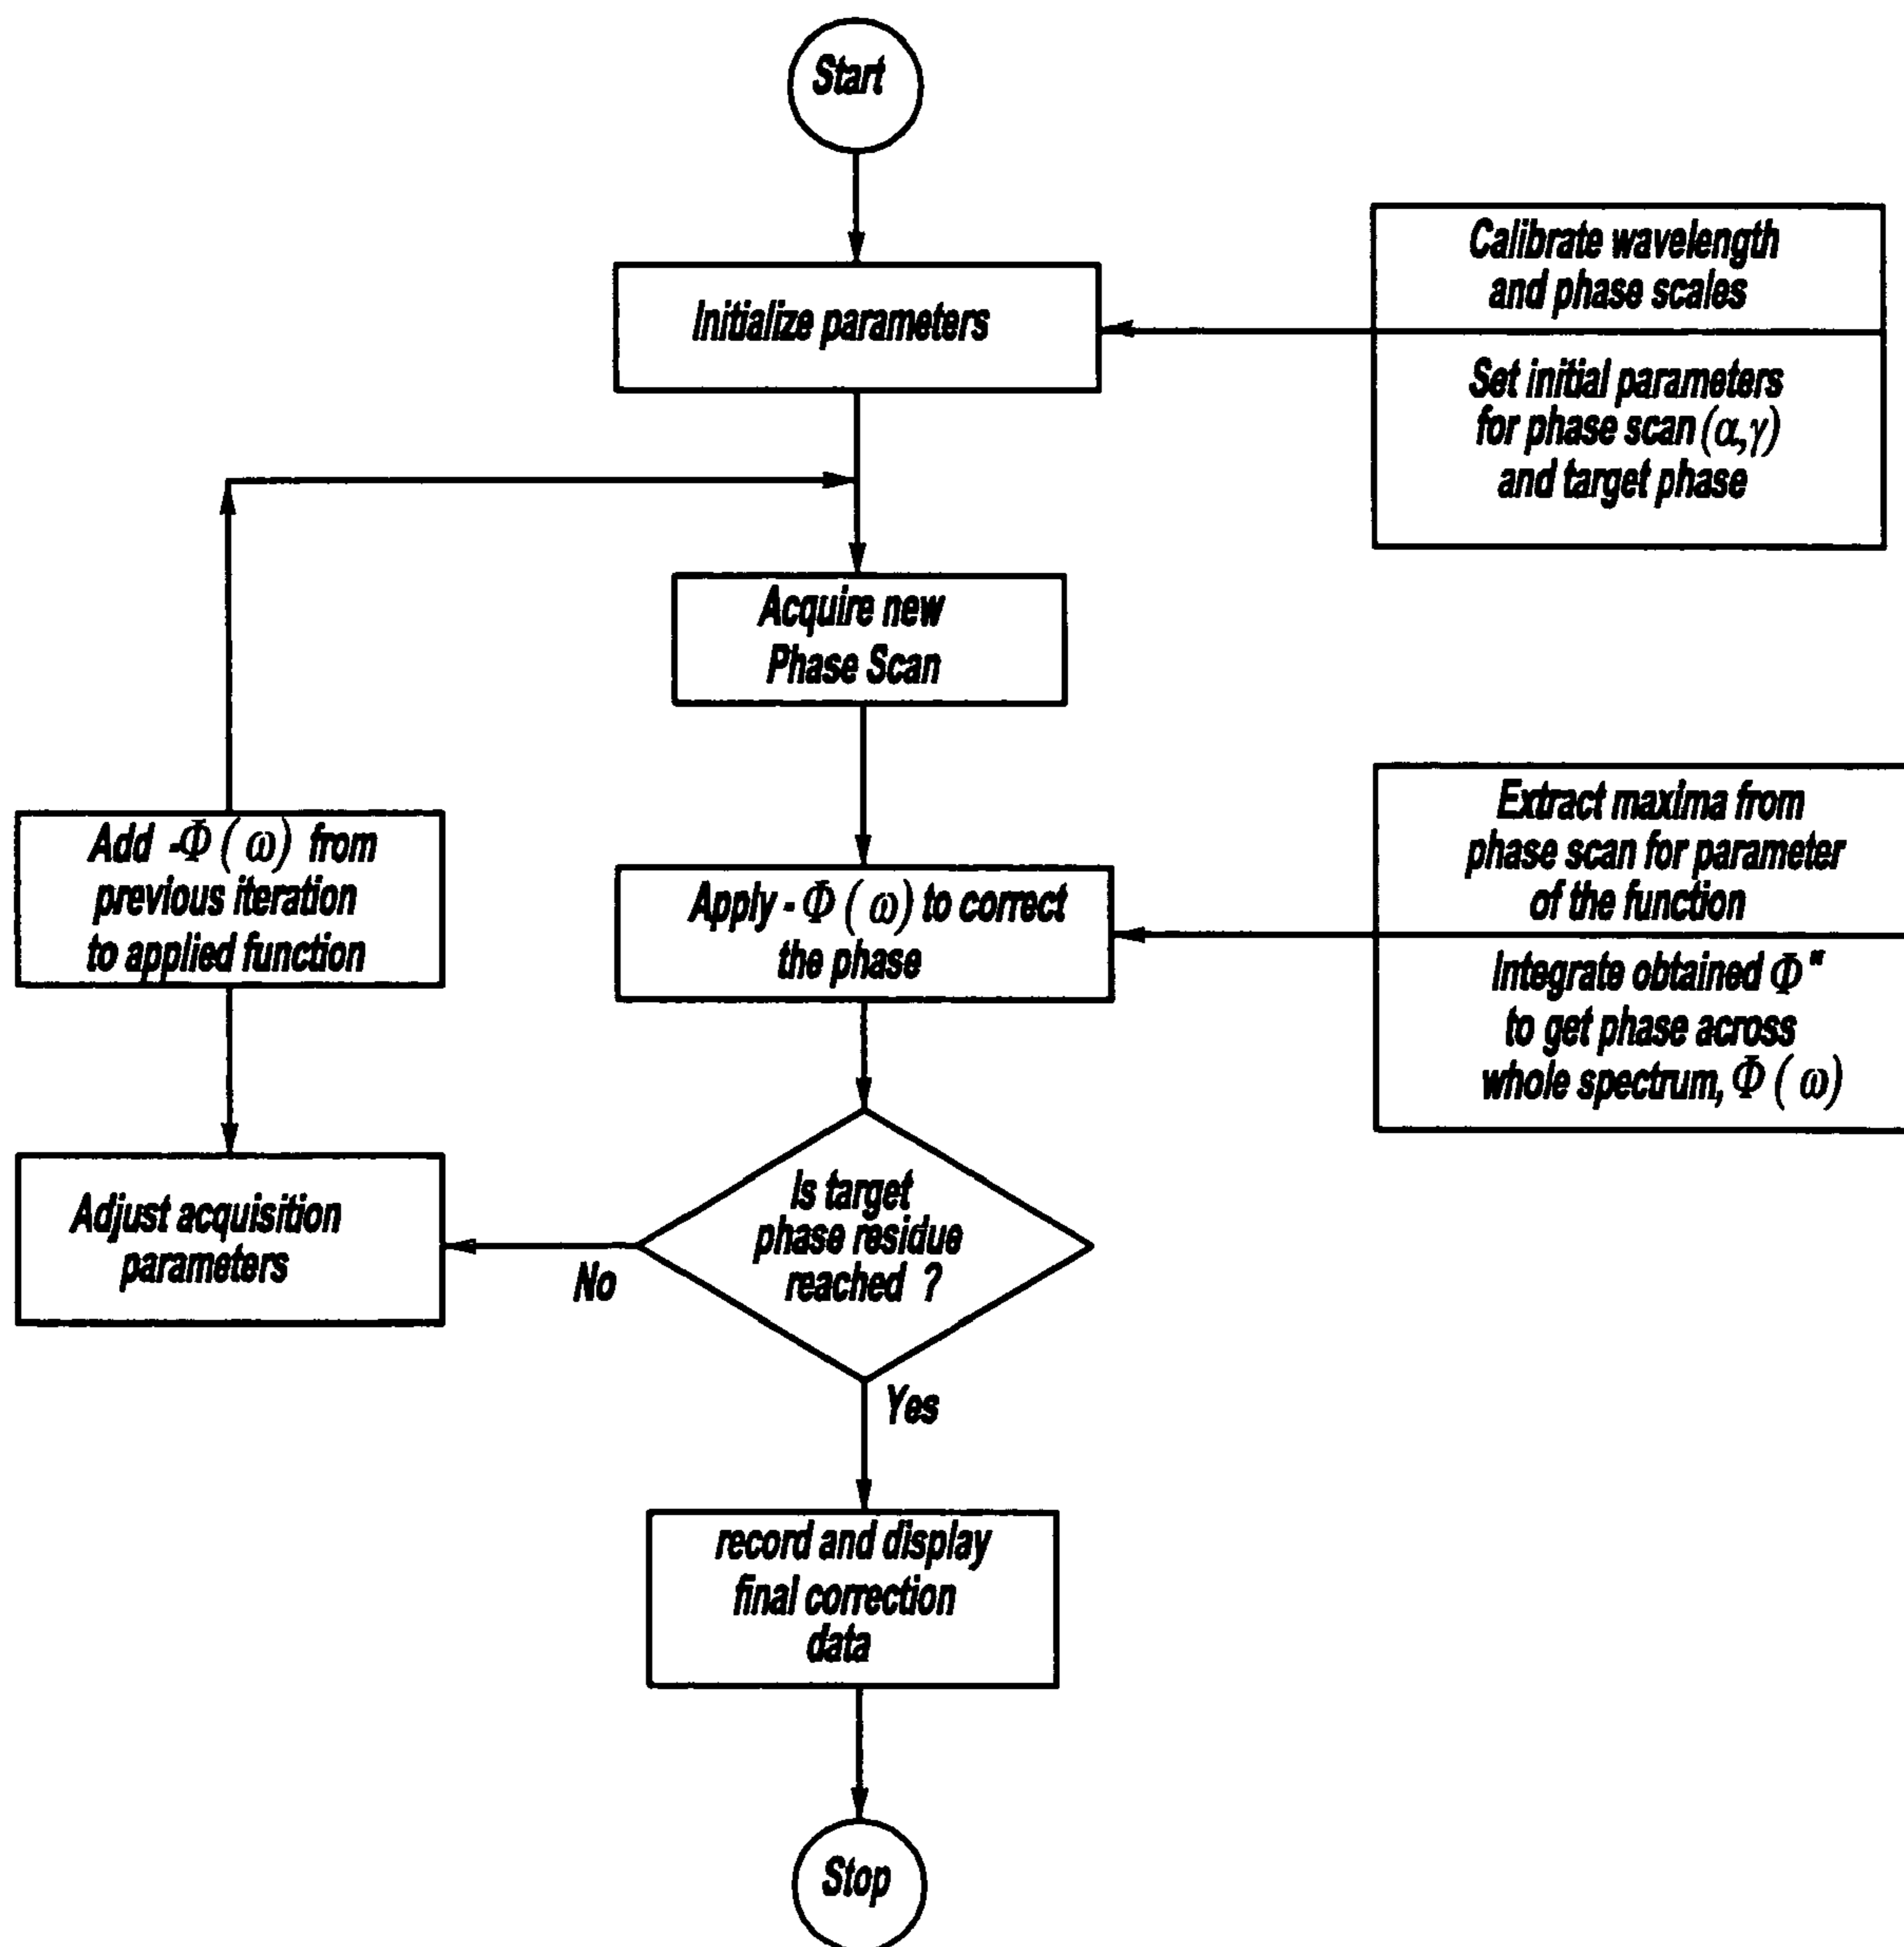 Start
Initialize parameters
Calibrate wavelength
and phase scales
Set initial parameters
for phase scan (α,γ)
and target phase
Acquire new
Phase Scan
Add -Φ ( ω ) from
previous iteration
to applied function
Apply - Φ ( ω ) to correct
the phase
Extract maxima from
phase scan for parameter
of the function
Integrate obtained Φ"
to get phase across
whole spectrum, Φ ( ω )
Adjust acquisition
parameters
Is target
phase residue
reached ?
No
Yes
record and display
final correction
data
Stop